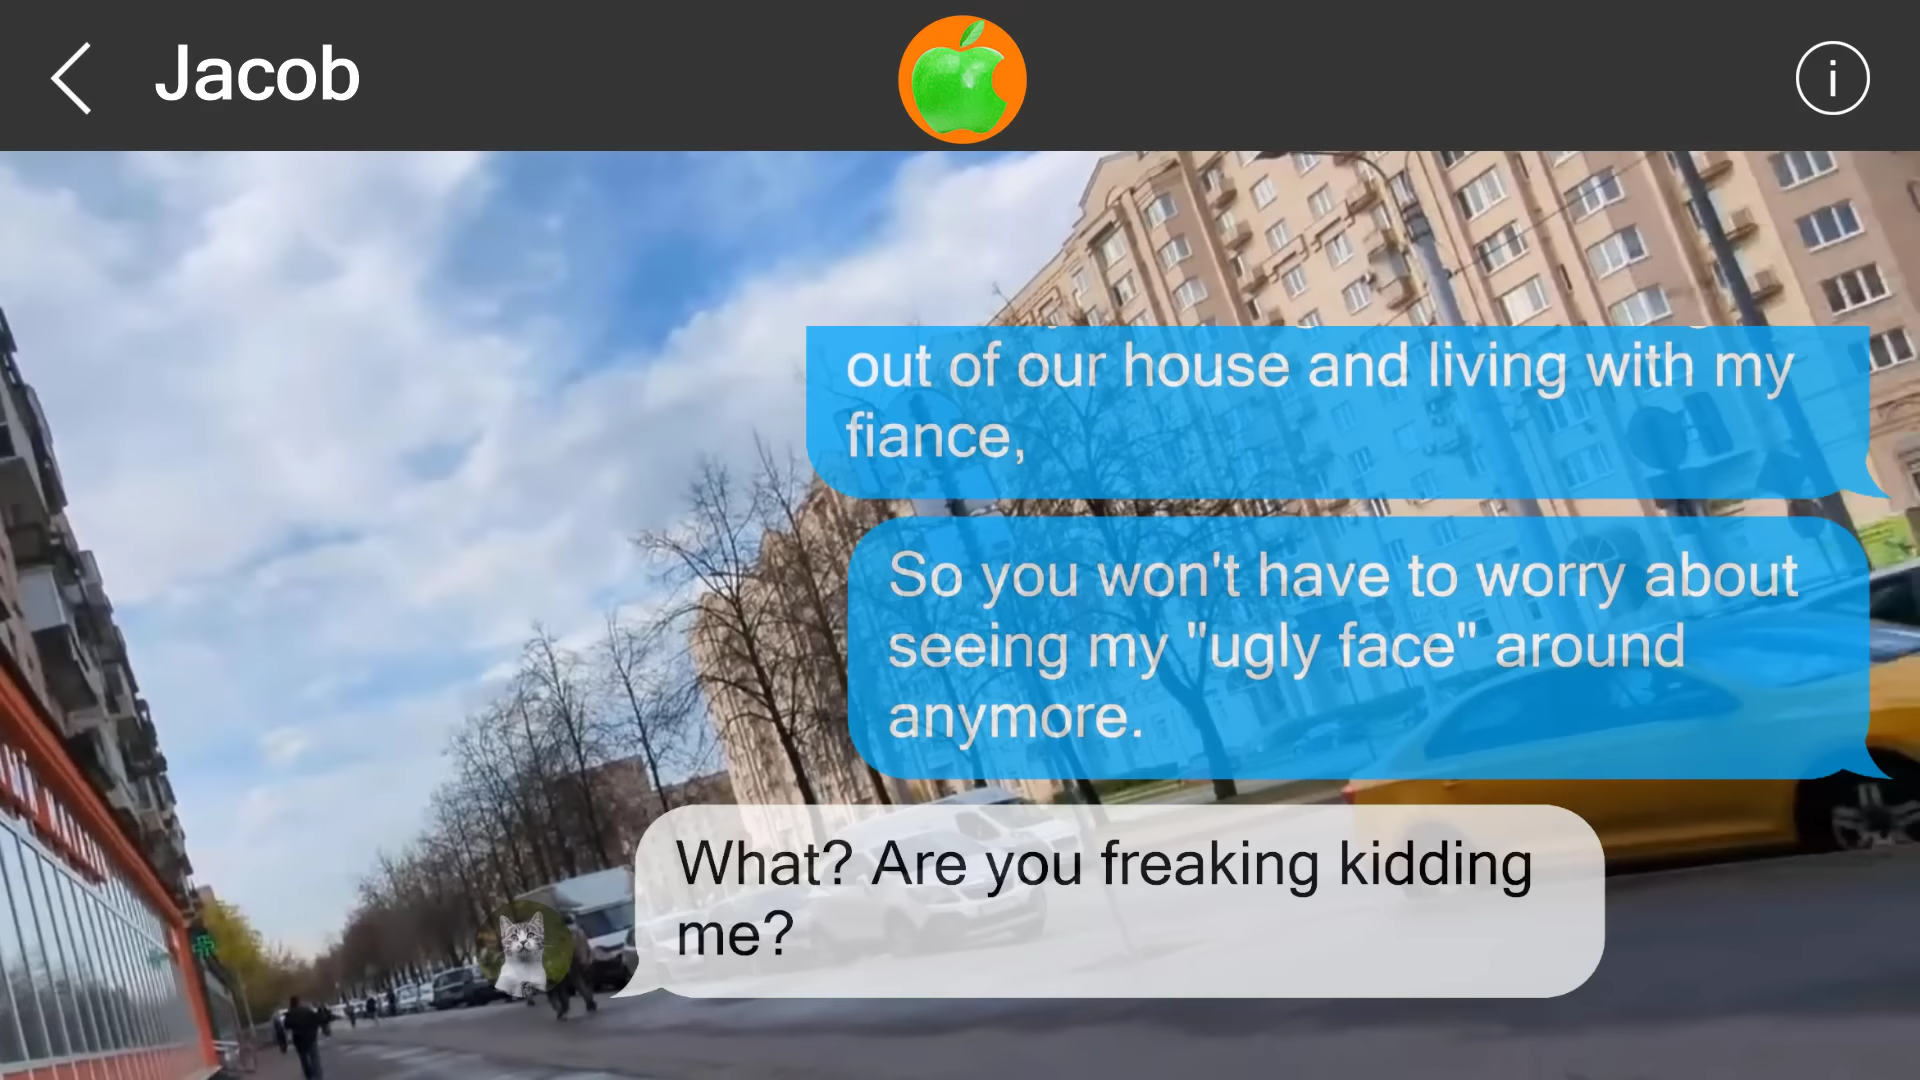 Jacob
i
out of our house and living with my
fiance,
So you won't have to worry about
seeing my "ugly face" around
anymore.
What? Are you freaking kidding
me?